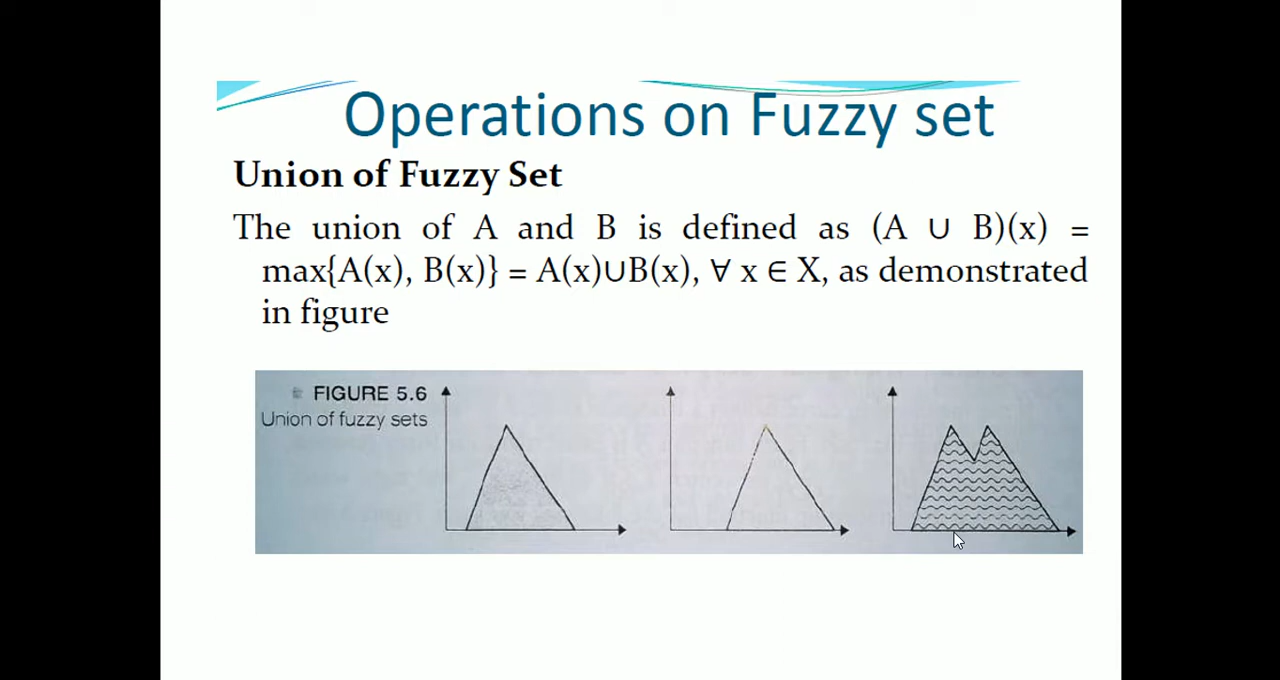 Operations on Fuzzy set
Union of Fuzzy Set
The union of A and B is defined as (A ∪ B)(x) =
max{A(x), B(x)} = A(x)∪B(x), ∀ x ∈ X, as demonstrated
in figure
FIGURE 5.6
Union of fuzzy sets